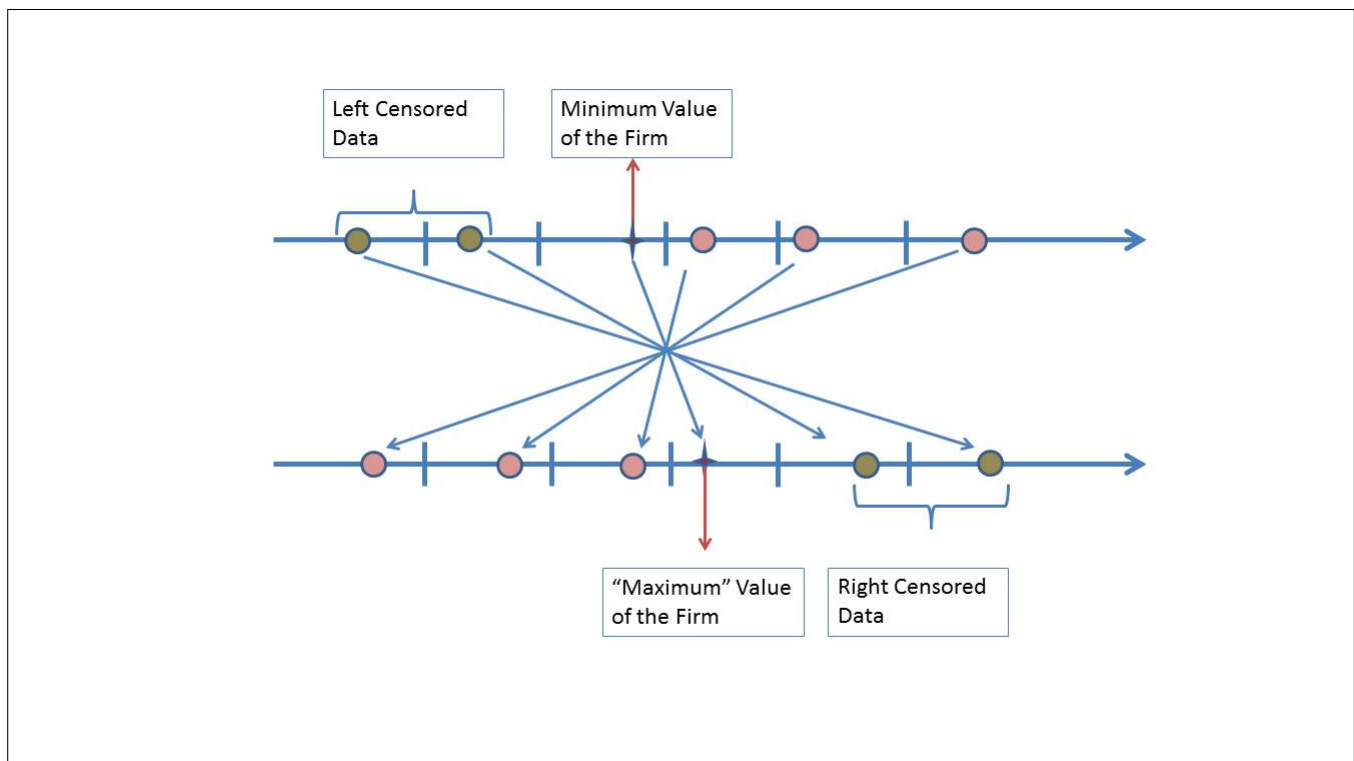 Left Censored
Data
Minimum Value
of the Firm
“Maximum” Value
of the Firm
Right Censored
Data